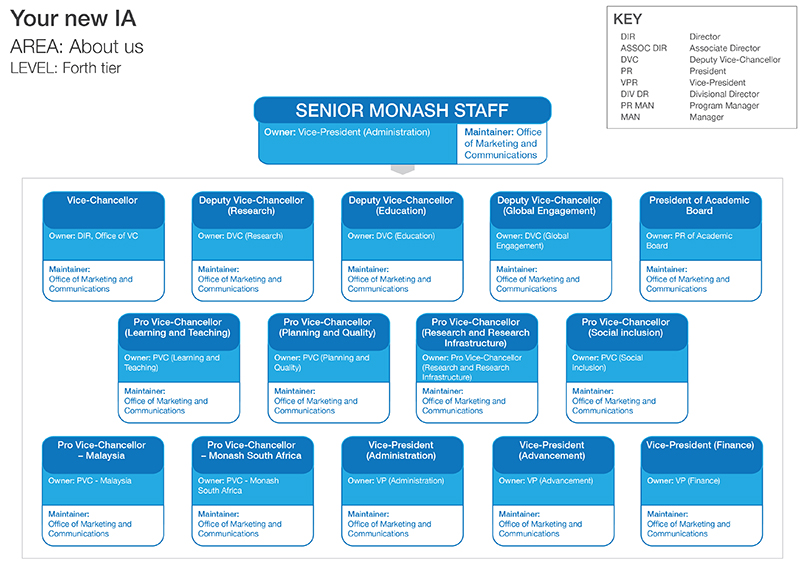 Your new IA
AREA: About us
LEVEL: Forth tier
KEY
DIR Director
ASSOC DIR Associate Director
DVC Deputy Vice-Chancellor
PR President
VPR Vice-President
DIV DR Divisional Director
PR MAN Program Manager
MAN Manager
SENIOR MONASH STAFF
Owner: Vice-President (Administration)
Maintainer: Office
of Marketing and
Communications
Vice-Chancellor
Owner: DIR, Office of VC
Maintainer:
Office of Marketing and
Communications
Deputy Vice-Chancellor
(Research)
Owner: DVC (Research)
Maintainer:
Office of Marketing and
Communications
Deputy Vice-Chancellor
(Education)
Owner: DVC (Education)
Maintainer:
Office of Marketing and
Communications
Deputy Vice-Chancellor
(Global Engagement)
Owner: DVC (Global
Engagement)
Maintainer:
Office of Marketing and
Communications
President of Academic
Board
Owner: PR of Academic
Board
Maintainer:
Office of Marketing and
Communications
Pro Vice-Chancellor
(Learning and Teaching)
Owner: PVC (Learning and
Teaching)
Maintainer:
Office of Marketing and
Communications
Pro Vice-Chancellor
(Planning and Quality)
Owner: PVC (Planning and
Quality)
Maintainer:
Office of Marketing and
Communications
Pro Vice-Chancellor
(Research and Research
Infrastructure)
Owner: Pro Vice-Chancellor
(Research and Research
Infrastructure)
Maintainer:
Office of Marketing and
Communications
Pro Vice-Chancellor
(Social inclusion)
Owner: PVC (Social
inclusion)
Maintainer:
Office of Marketing and
Communications
Pro Vice-Chancellor
– Malaysia
Owner: PVC - Malaysia
Maintainer:
Office of Marketing and
Communications
Pro Vice-Chancellor
– Monash South Africa
Owner: PVC - Monash
South Africa
Maintainer:
Office of Marketing and
Communications
Vice-President
(Administration)
Owner: VP (Administration)
Maintainer:
Office of Marketing and
Communications
Vice-President
(Advancement)
Owner: VP (Advancement)
Maintainer:
Office of Marketing and
Communications
Vice-President (Finance)
Owner: VP (Finance)
Maintainer:
Office of Marketing and
Communications